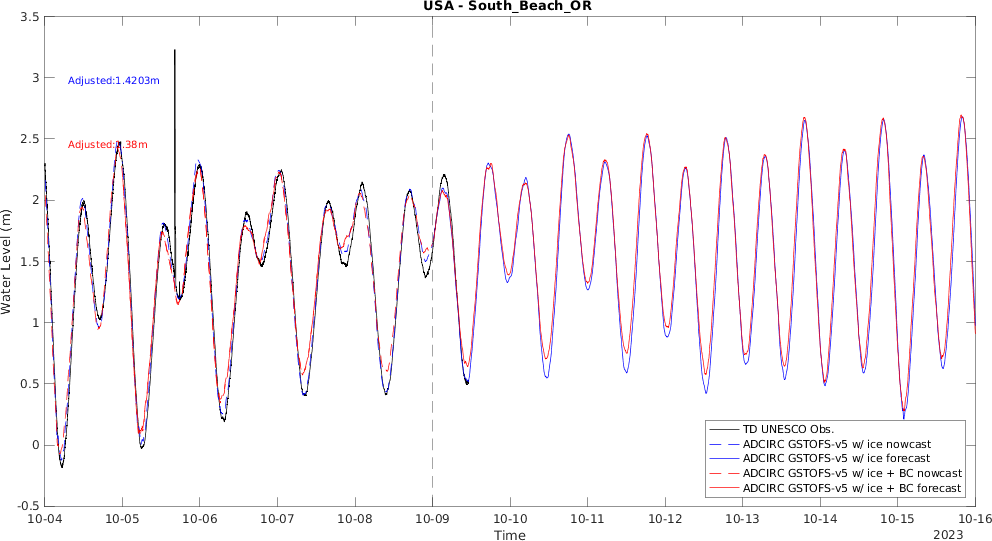 USA - South_Beach_OR
3.5
3
2.5
2
1.5
1
0.5
0
-0.5
Water Level (m)
Adjusted:1.4203m
Adjusted:1.38m
TD UNESCO Obs.
ADCIRC GSTOFS-v5 w/ ice nowcast
ADCIRC GSTOFS-v5 w/ ice forecast
ADCIRC GSTOFS-v5 w/ ice + BC nowcast
ADCIRC GSTOFS-v5 w/ ice + BC forecast
10-04 10-05 10-06 10-07 10-08 10-09 10-10 10-11 10-12 10-13 10-14 10-15 10-16
Time
2023